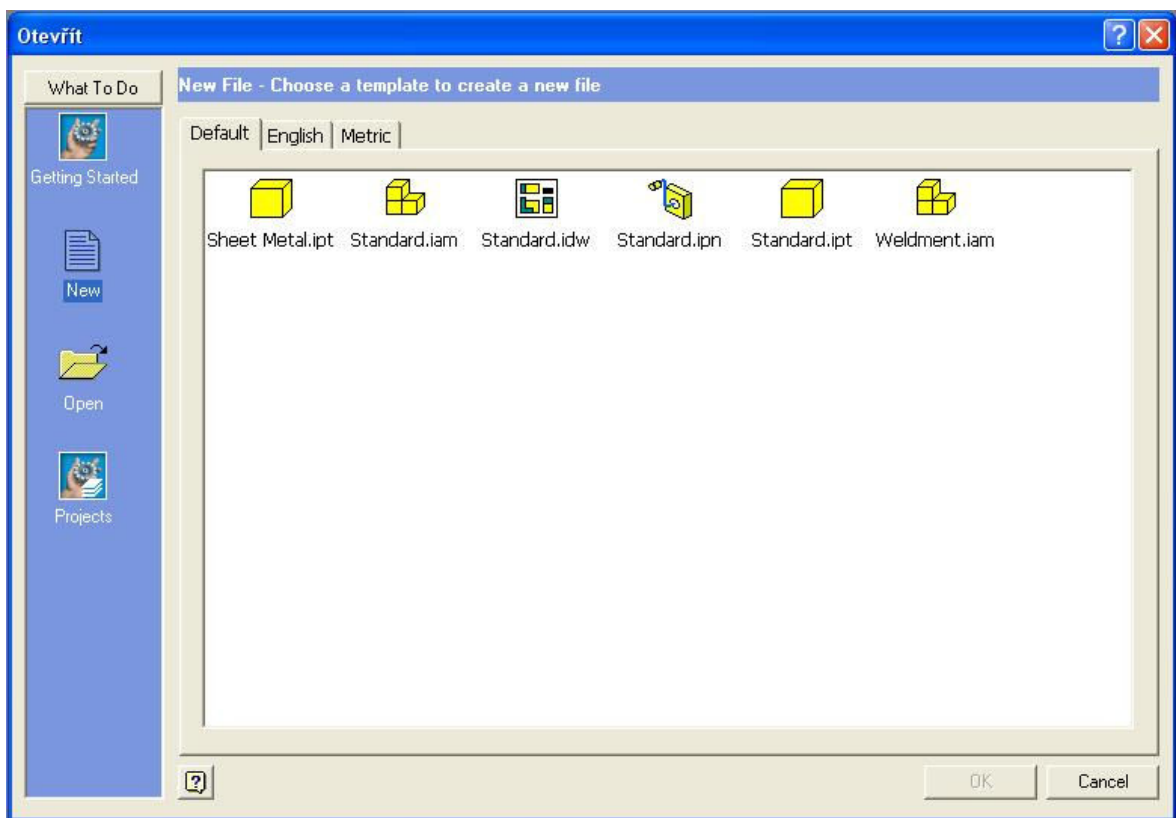 Otevřít
What To Do
New File - Choose a template to create a new file
Getting Started
New
Open
Projects
Default English Metric
Sheet Metal.ipt Standard.iam Standard.idw Standard.ipn Standard.ipt Weldment.iam
OK Cancel